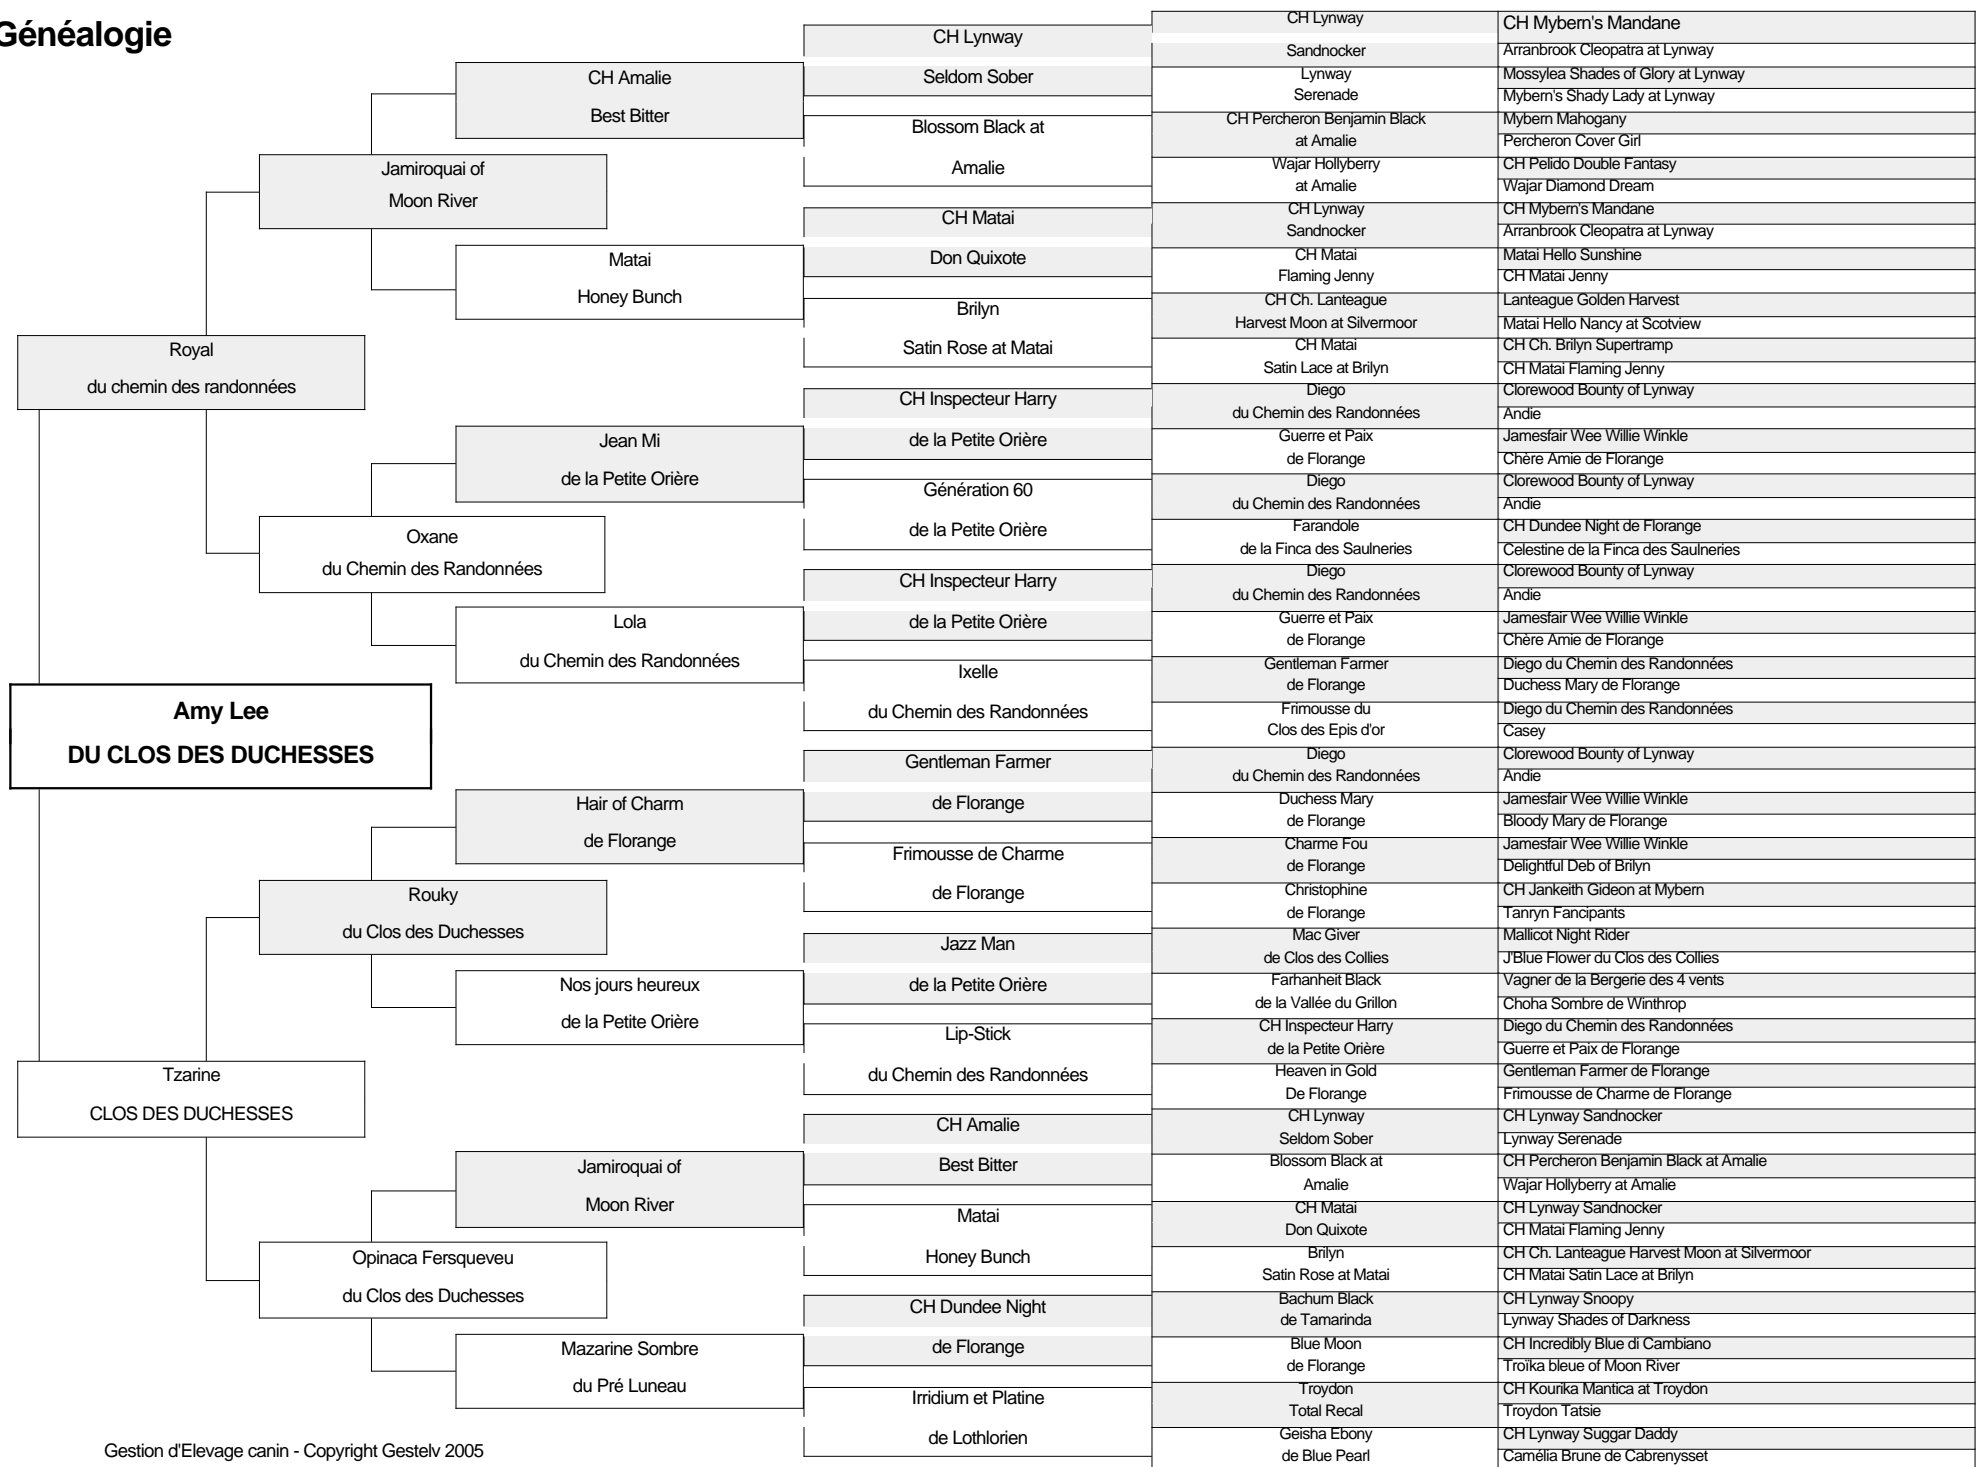 Généalogie
Amy Lee
DU CLOS DES DUCHESSES
Royal
du chemin des randonnées
Tzarine
CLOS DES DUCHESSES
Jamiroquai of
Moon River
Oxane
du Chemin des Randonnées
Rouky
du Clos des Duchesses
Opinaca Fersqueveu
du Clos des Duchesses
CH Amalie
Best Bitter
Matai
Honey Bunch
Jean Mi
de la Petite Orière
Lola
du Chemin des Randonnées
Hair of Charm
de Florange
Nos jours heureux
de la Petite Orière
Jamiroquai of
Moon River
Mazarine Sombre
du Pré Luneau
CH Lynway
Seldom Sober
Blossom Black at
Amalie
CH Matai
Don Quixote
Brilyn
Satin Rose at Matai
CH Inspecteur Harry
de la Petite Orière
Génération 60
de la Petite Orière
CH Inspecteur Harry
de la Petite Orière
Ixelle
du Chemin des Randonnées
Gentleman Farmer
de Florange
Frimousse de Charme
de Florange
Jazz Man
de la Petite Orière
Lip-Stick
du Chemin des Randonnées
CH Amalie
Best Bitter
Matai
Honey Bunch
CH Dundee Night
de Florange
Irridium et Platine
de Lothlorien
CH Lynway
Sandnocker
Lynway
Serenade
CH Percheron Benjamin Black
at Amalie
Wajar Hollyberry
at Amalie
CH Lynway
Sandnocker
CH Matai
Flaming Jenny
CH Ch. Lanteague
Harvest Moon at Silvermoor
CH Matai
Satin Lace at Brilyn
Diego
du Chemin des Randonnées
Guerre et Paix
de Florange
Diego
du Chemin des Randonnées
Farandole
de la Finca des Saulneries
Diego
du Chemin des Randonnées
Guerre et Paix
de Florange
Gentleman Farmer
de Florange
Frimousse du
Clos des Epis d'or
Diego
du Chemin des Randonnées
Duchess Mary
de Florange
Charme Fou
de Florange
Christophine
de Florange
Mac Giver
de Clos des Collies
Farhanheit Black
de la Vallée du Grillon
CH Inspecteur Harry
de la Petite Orière
Heaven in Gold
De Florange
CH Lynway
Seldom Sober
Blossom Black at
Amalie
CH Matai
Don Quixote
Brilyn
Satin Rose at Matai
Bachum Black
de Tamarinda
Blue Moon
de Florange
Troydon
Total Recal
Geisha Ebony
de Blue Pearl
CH Mybern's Mandane
Arranbrook Cleopatra at Lynway
Mossylea Shades of Glory at Lynway
Mybern's Shady Lady at Lynway
Mybern Mahogany
Percheron Cover Girl
CH Pelido Double Fantasy
Wajar Diamond Dream
CH Mybern's Mandane
Arranbrook Cleopatra at Lynway
Matai Hello Sunshine
CH Matai Jenny
Lanteague Golden Harvest
Matai Hello Nancy at Scotview
CH Ch. Brilyn Supertramp
CH Matai Flaming Jenny
Clorewood Bounty of Lynway
Andie
Jamesfair Wee Willie Winkle
Chère Amie de Florange
Clorewood Bounty of Lynway
Andie
CH Dundee Night de Florange
Celestine de la Finca des Saulneries
Clorewood Bounty of Lynway
Andie
Jamesfair Wee Willie Winkle
Chère Amie de Florange
Diego du Chemin des Randonnées
Duchess Mary de Florange
Diego du Chemin des Randonnées
Casey
Clorewood Bounty of Lynway
Andie
Jamesfair Wee Willie Winkle
Bloody Mary de Florange
Jamesfair Wee Willie Winkle
Delightful Deb of Brilyn
CH Jankeith Gideon at Mybern
Tanryn Fancipants
Mallicot Night Rider
J'Blue Flower du Clos des Collies
Vagner de la Bergerie des 4 vents
Choha Sombre de Winthrop
Diego du Chemin des Randonnées
Guerre et Paix de Florange
Gentleman Farmer de Florange
Frimousse de Charme de Florange
CH Lynway Sandnocker
Lynway Serenade
CH Percheron Benjamin Black at Amalie
Wajar Hollyberry at Amalie
CH Lynway Sandnocker
CH Matai Flaming Jenny
CH Ch. Lanteague Harvest Moon at Silvermoor
CH Matai Satin Lace at Brilyn
CH Lynway Snoopy
Lynway Shades of Darkness
CH Incredibly Blue di Cambiano
Troïka bleue of Moon River
CH Kourika Mantica at Troydon
Troydon Tatsie
CH Lynway Suggar Daddy
Camélia Brune de Cabrenysset
Gestion d'Elevage canin - Copyright Gestelv 2005